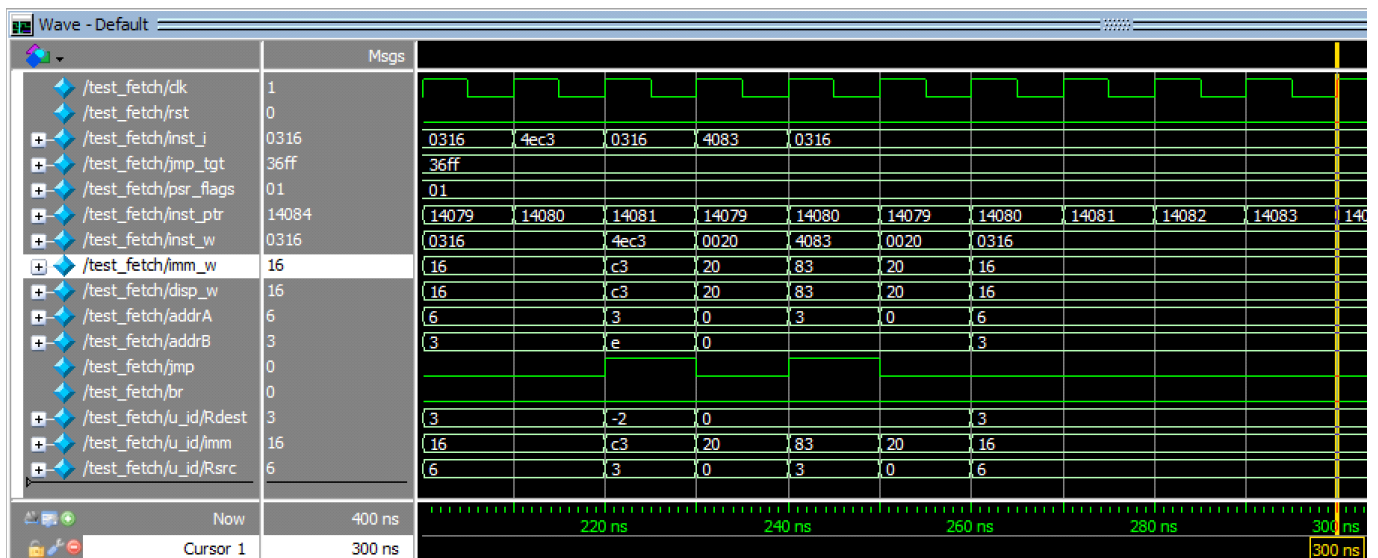 Wave - Default
Msgs
/test_fetch/clk 1
/test_fetch/rst 0
/test_fetch/inst_i 0316 0316 4ec3 0316 4083 0316
/test_fetch/jmp_tgt 36ff 36ff
/test_fetch/psr_flags 01 01
/test_fetch/inst_ptr 14084 14079 14080 14081 14079 14080 14079 14080 14081 14082 14083 140
/test_fetch/inst_w 0316 0316 4ec3 0020 4083 0020 0316
/test_fetch/imm_w 16 16 c3 20 83 20 16
/test_fetch/disp_w 16 16 c3 20 83 20 16
/test_fetch/addrA 6 6 3 0 3 0 6
/test_fetch/addrB 3 3 e 0 3
/test_fetch/jmp 0
/test_fetch/br 0
/test_fetch/u_id/Rdest 3 3 -2 0 3
/test_fetch/u_id/imm 16 16 c3 20 83 20 16
/test_fetch/u_id/Rsrc 6 6 3 0 3 0 6
Now 400 ns 220 ns 240 ns 260 ns 280 ns 300 ns
Cursor 1 300 ns 300 ns